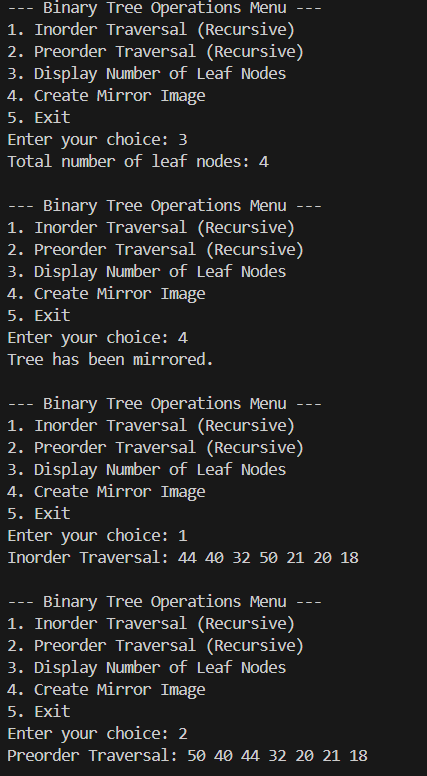 --- Binary Tree Operations Menu ---
1. Inorder Traversal (Recursive)
2. Preorder Traversal (Recursive)
3. Display Number of Leaf Nodes
4. Create Mirror Image
5. Exit
Enter your choice: 3
Total number of leaf nodes: 4

--- Binary Tree Operations Menu ---
1. Inorder Traversal (Recursive)
2. Preorder Traversal (Recursive)
3. Display Number of Leaf Nodes
4. Create Mirror Image
5. Exit
Enter your choice: 4
Tree has been mirrored.

--- Binary Tree Operations Menu ---
1. Inorder Traversal (Recursive)
2. Preorder Traversal (Recursive)
3. Display Number of Leaf Nodes
4. Create Mirror Image
5. Exit
Enter your choice: 1
Inorder Traversal: 44 40 32 50 21 20 18

--- Binary Tree Operations Menu ---
1. Inorder Traversal (Recursive)
2. Preorder Traversal (Recursive)
3. Display Number of Leaf Nodes
4. Create Mirror Image
5. Exit
Enter your choice: 2
Preorder Traversal: 50 40 44 32 20 21 18